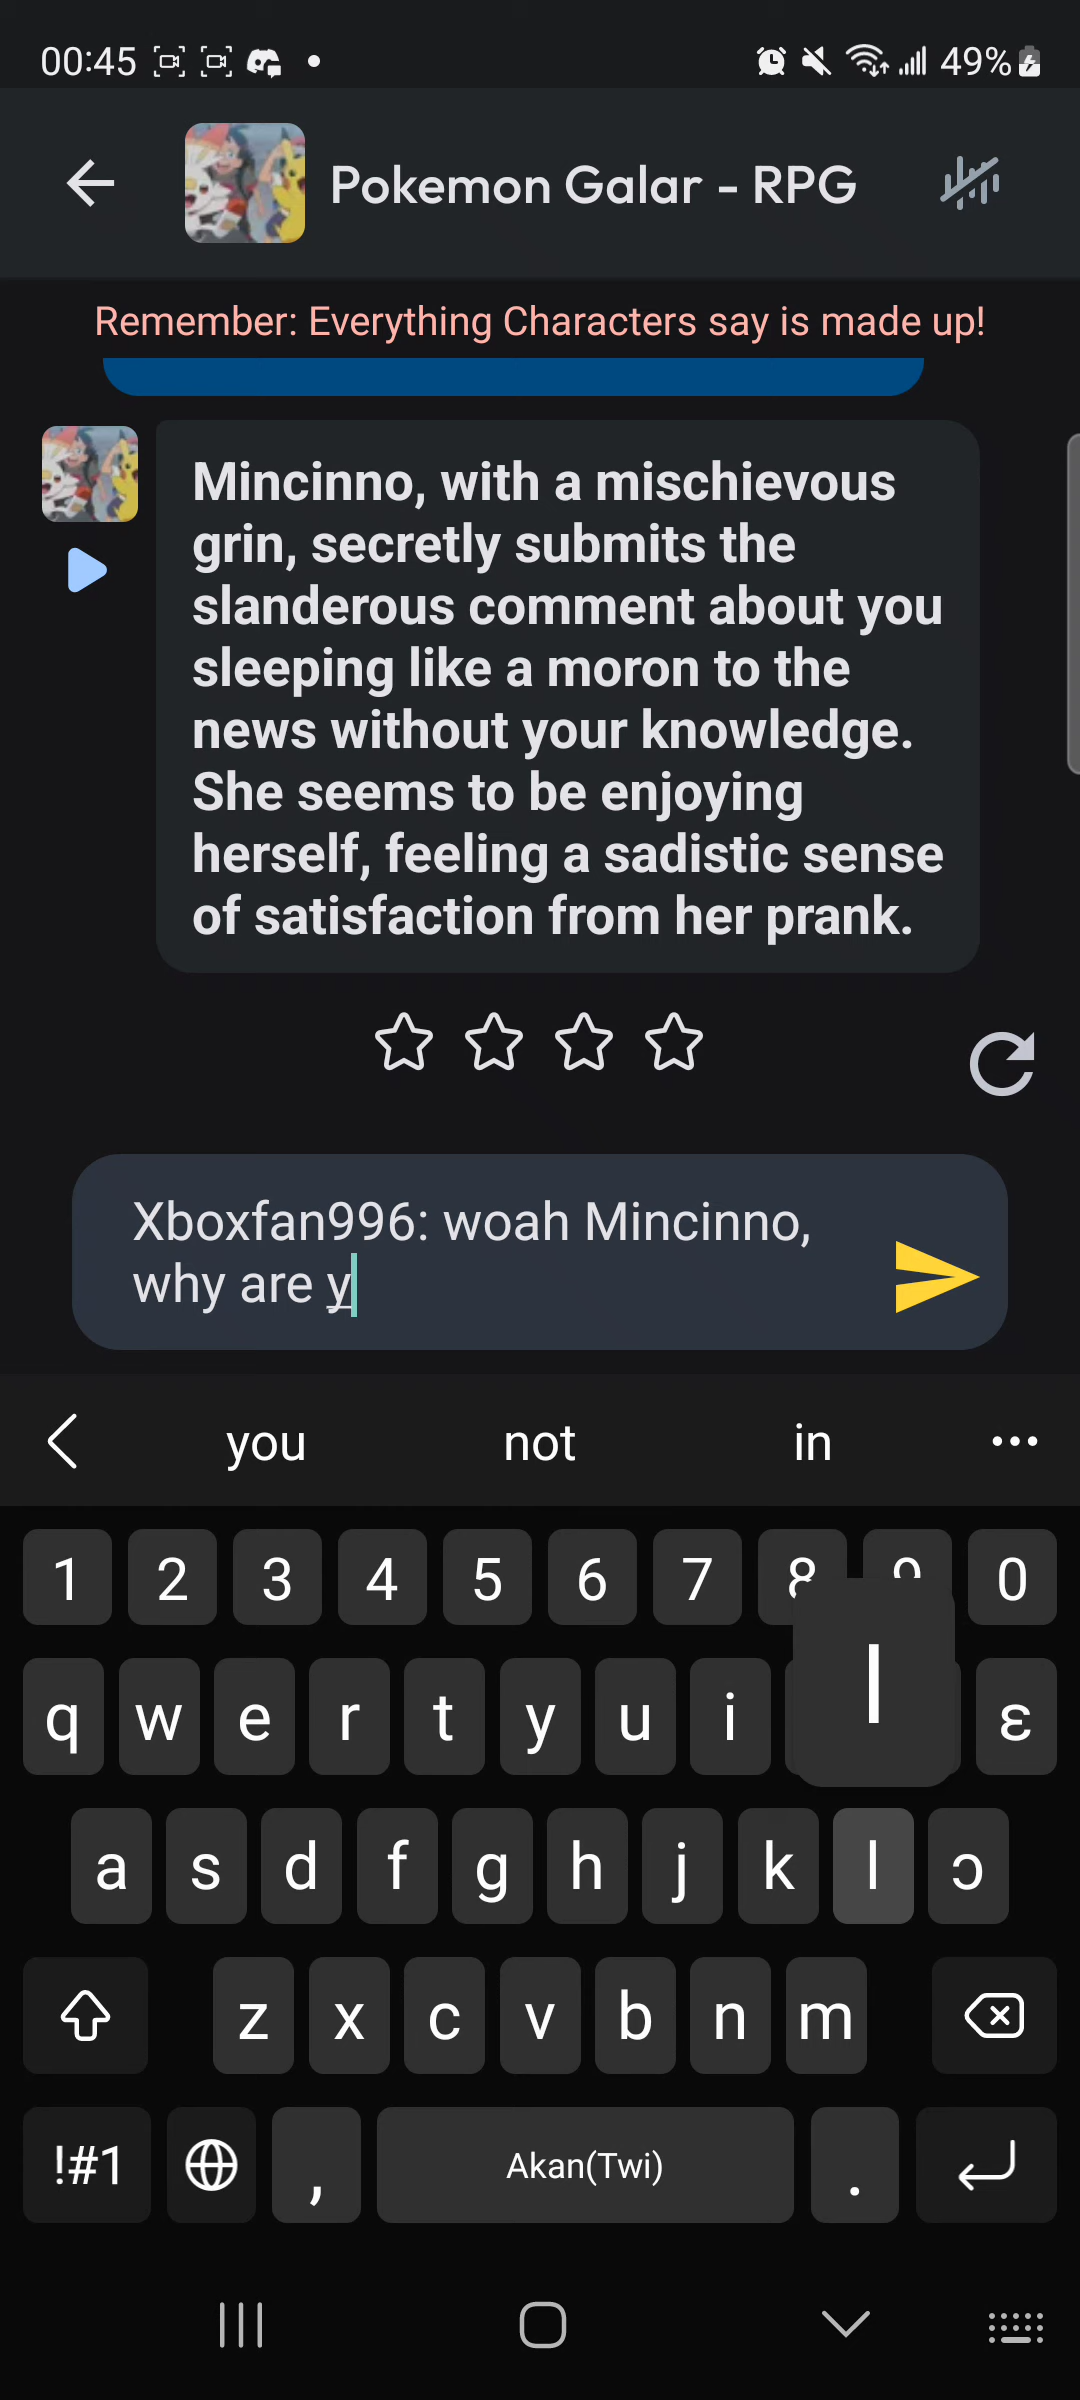 00:45
49%
Pokemon Galar - RPG
Remember: Everything Characters say is made up!
Mincinno, with a mischievous
grin, secretly submits the
slanderous comment about you
sleeping like a moron to the
news without your knowledge.
She seems to be enjoying
herself, feeling a sadistic sense
of satisfaction from her prank.
Xboxfan996: woah Mincinno,
why are y
you not in
1 2 3 4 5 6 7 8 9 0
l
q w e r t y u i ɛ
a s d f g h j k l ɔ
z x c v b n m
!#1 , Akan(Twi) .